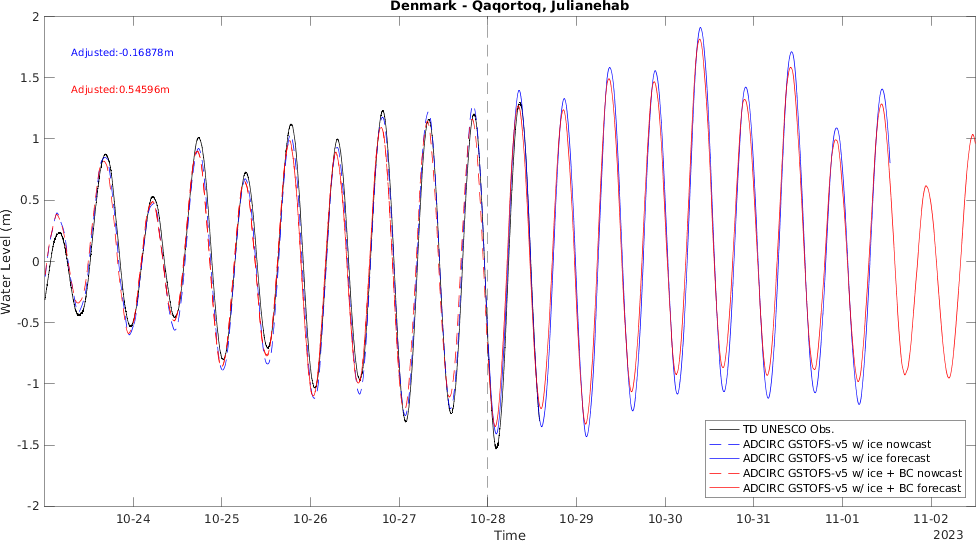 Denmark - Qaqortoq, Julianehab
Adjusted:-0.16878m
Adjusted:0.54596m
Water Level (m)
2
1.5
1
0.5
0
-0.5
-1
-1.5
-2
TD UNESCO Obs.
ADCIRC GSTOFS-v5 w/ ice nowcast
ADCIRC GSTOFS-v5 w/ ice forecast
ADCIRC GSTOFS-v5 w/ ice + BC nowcast
ADCIRC GSTOFS-v5 w/ ice + BC forecast
10-24 10-25 10-26 10-27 10-28 10-29 10-30 10-31 11-01 11-02
Time
2023